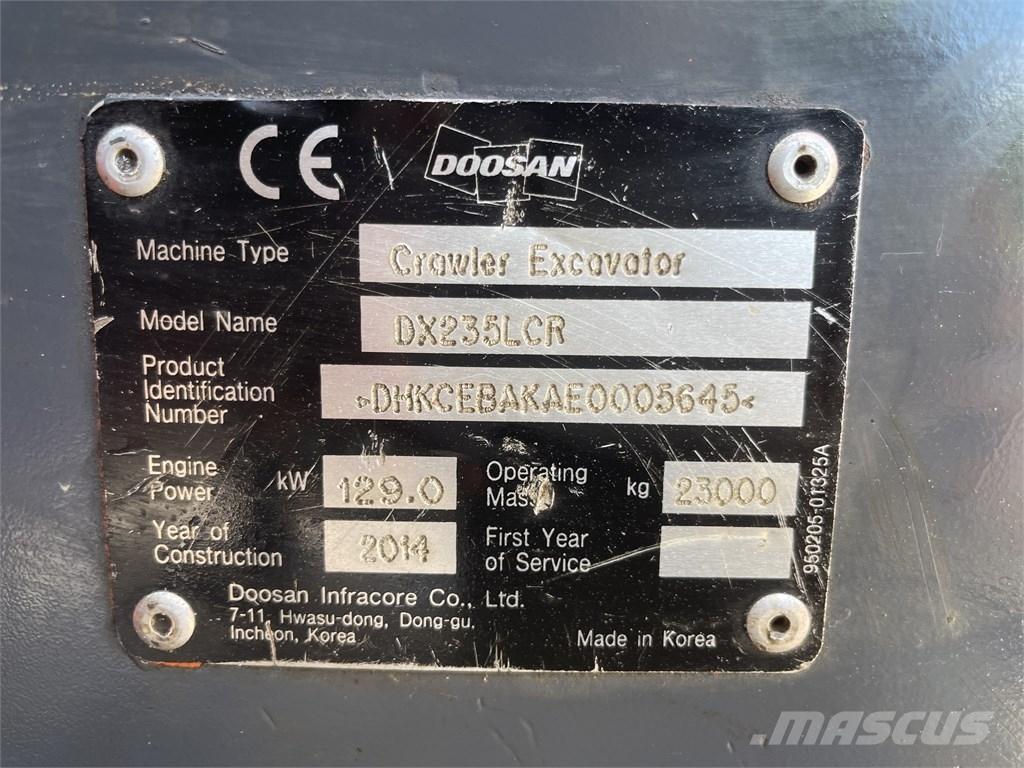 CE DOOSAN
Machine Type Crawler Excavator
Model Name DX235LCR
Product
Identification
Number
▹DHKCEBAKAE0005645◃
Engine
Power kW 129.0
Operating
Mass kg 23000
Year of
Construction 2014
First Year
of Service
950205-01325A
Doosan Infracore Co., Ltd.
7-11, Hwasu-dong, Dong-gu,
Incheon, Korea
Made in Korea
MASCUS